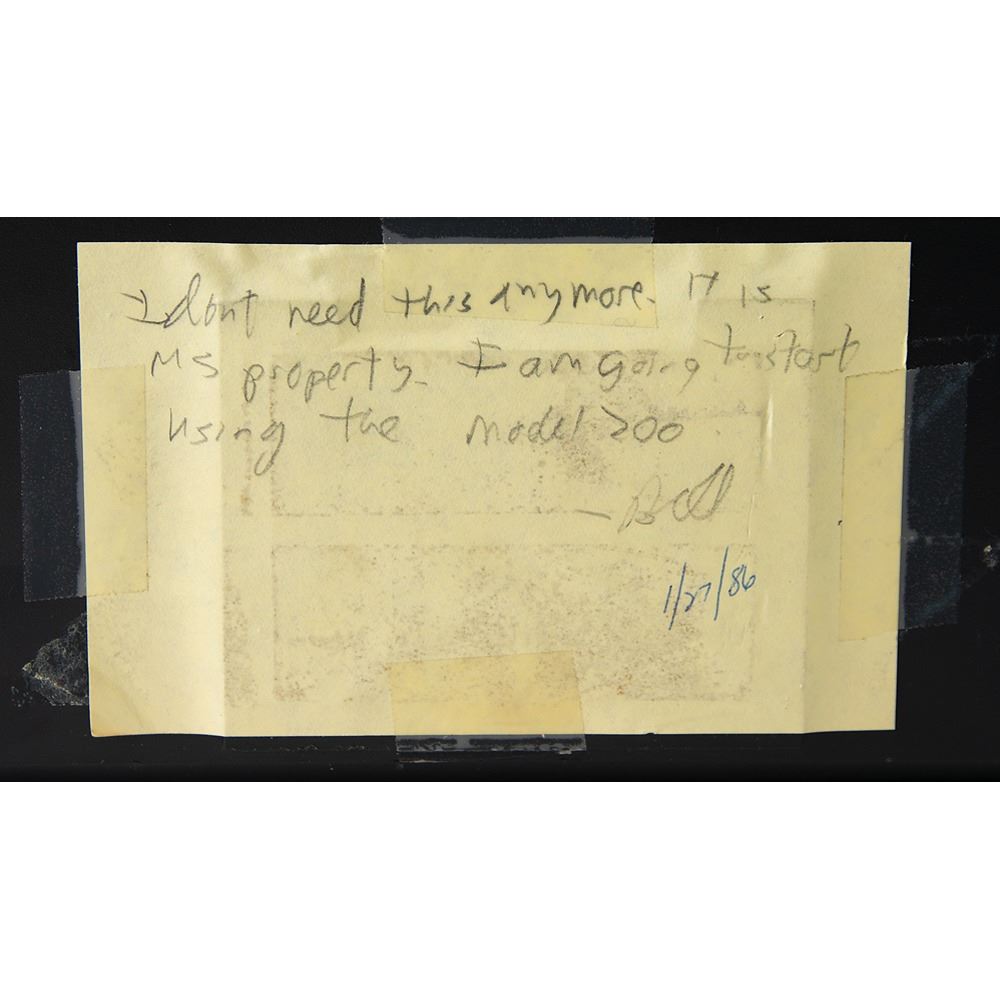 I dont need this anymore. It is
MS property. I am going to start
using the model 200
– Bill
1/27/86